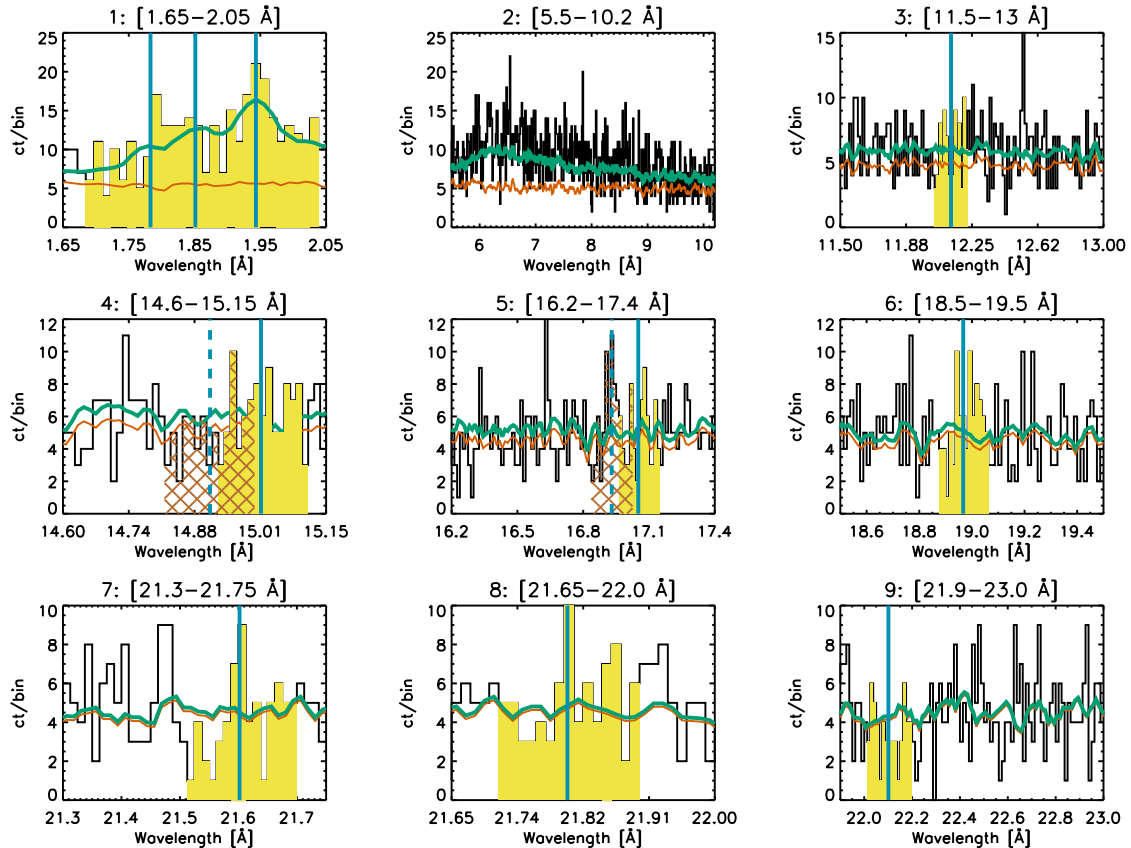 1: [1.65−2.05 Å]
ct/bin
25
20
15
10
5
0
1.65 1.75 1.85 1.95 2.05
Wavelength [Å]
2: [5.5−10.2 Å]
ct/bin
25
20
15
10
5
0
6 7 8 9 10
Wavelength [Å]
3: [11.5−13 Å]
ct/bin
15
10
5
0
11.50 11.88 12.25 12.62 13.00
Wavelength [Å]
4: [14.6−15.15 Å]
ct/bin
12
10
8
6
4
2
0
14.60 14.74 14.88 15.01 15.15
Wavelength [Å]
5: [16.2−17.4 Å]
ct/bin
12
10
8
6
4
2
0
16.2 16.5 16.8 17.1 17.4
Wavelength [Å]
6: [18.5−19.5 Å]
ct/bin
12
10
8
6
4
2
0
18.6 18.8 19.0 19.2 19.4
Wavelength [Å]
7: [21.3−21.75 Å]
ct/bin
10
8
6
4
2
0
21.3 21.4 21.5 21.6 21.7
Wavelength [Å]
8: [21.65−22.0 Å]
ct/bin
10
8
6
4
2
0
21.65 21.74 21.82 21.91 22.00
Wavelength [Å]
9: [21.9−23.0 Å]
ct/bin
10
8
6
4
2
0
22.0 22.2 22.4 22.6 22.8 23.0
Wavelength [Å]